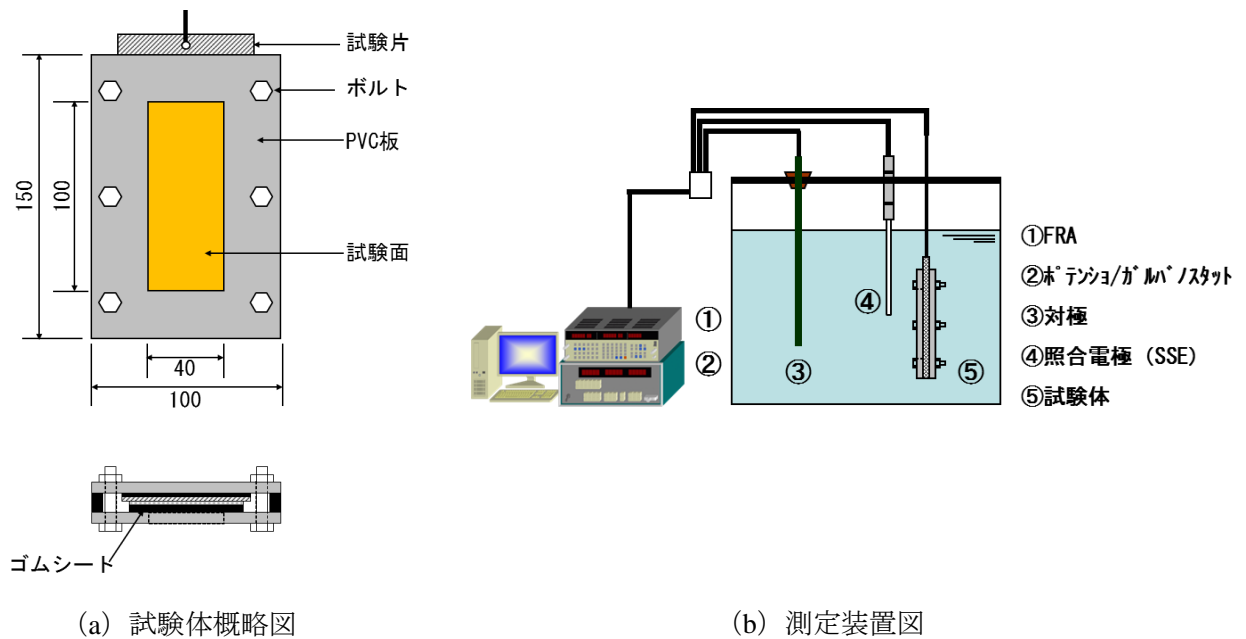 試験片
ボルト
PVC板
試験面
150
100
40
100
ゴムシート
(a) 試験体概略図
①
②
③
④
⑤
①FRA
②ポテンショ/ガルバノスタット
③対極
④照合電極（SSE）
⑤試験体
(b) 測定装置図